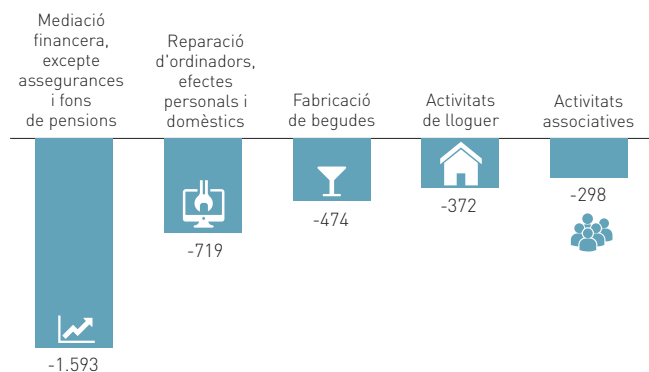 Mediació
financera,
excepte
assegurances
i fons
de pensions
Reparació
d'ordinadors,
efectes
personals i
domèstics
Fabricació
de begudes
Activitats
de lloguer
Activitats
associatives
-1.593
-719
-474
-372
-298